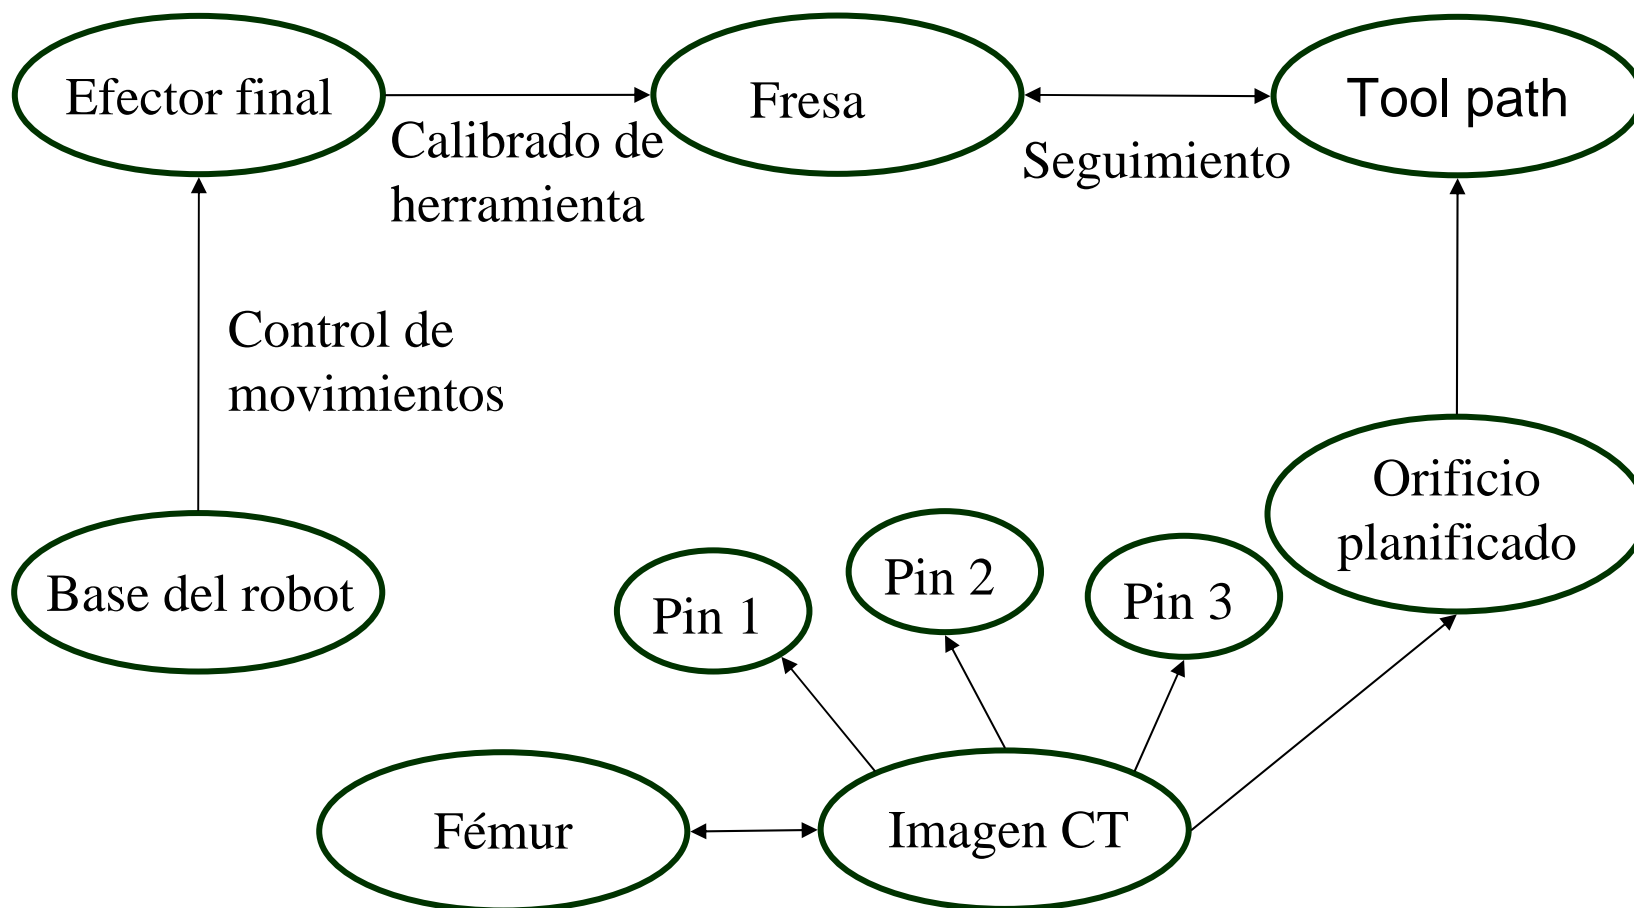 Efector final
Fresa
Tool path
Calibrado de
herramienta
Seguimiento
Control de
movimientos
Orificio
planificado
Base del robot
Pin 1
Pin 2
Pin 3
Fémur
Imagen CT